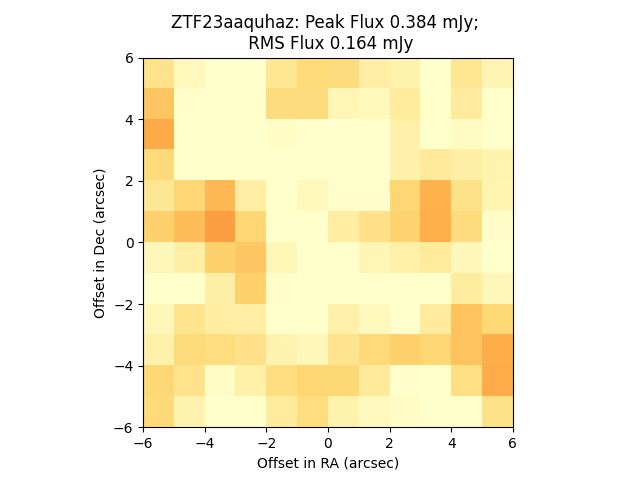 ZTF23aaquhaz: Peak Flux 0.384 mJy;
RMS Flux 0.164 mJy
6
4
2
0
−2
−4
−6
Offset in Dec (arcsec)
−6 −4 −2 0 2 4 6
Offset in RA (arcsec)